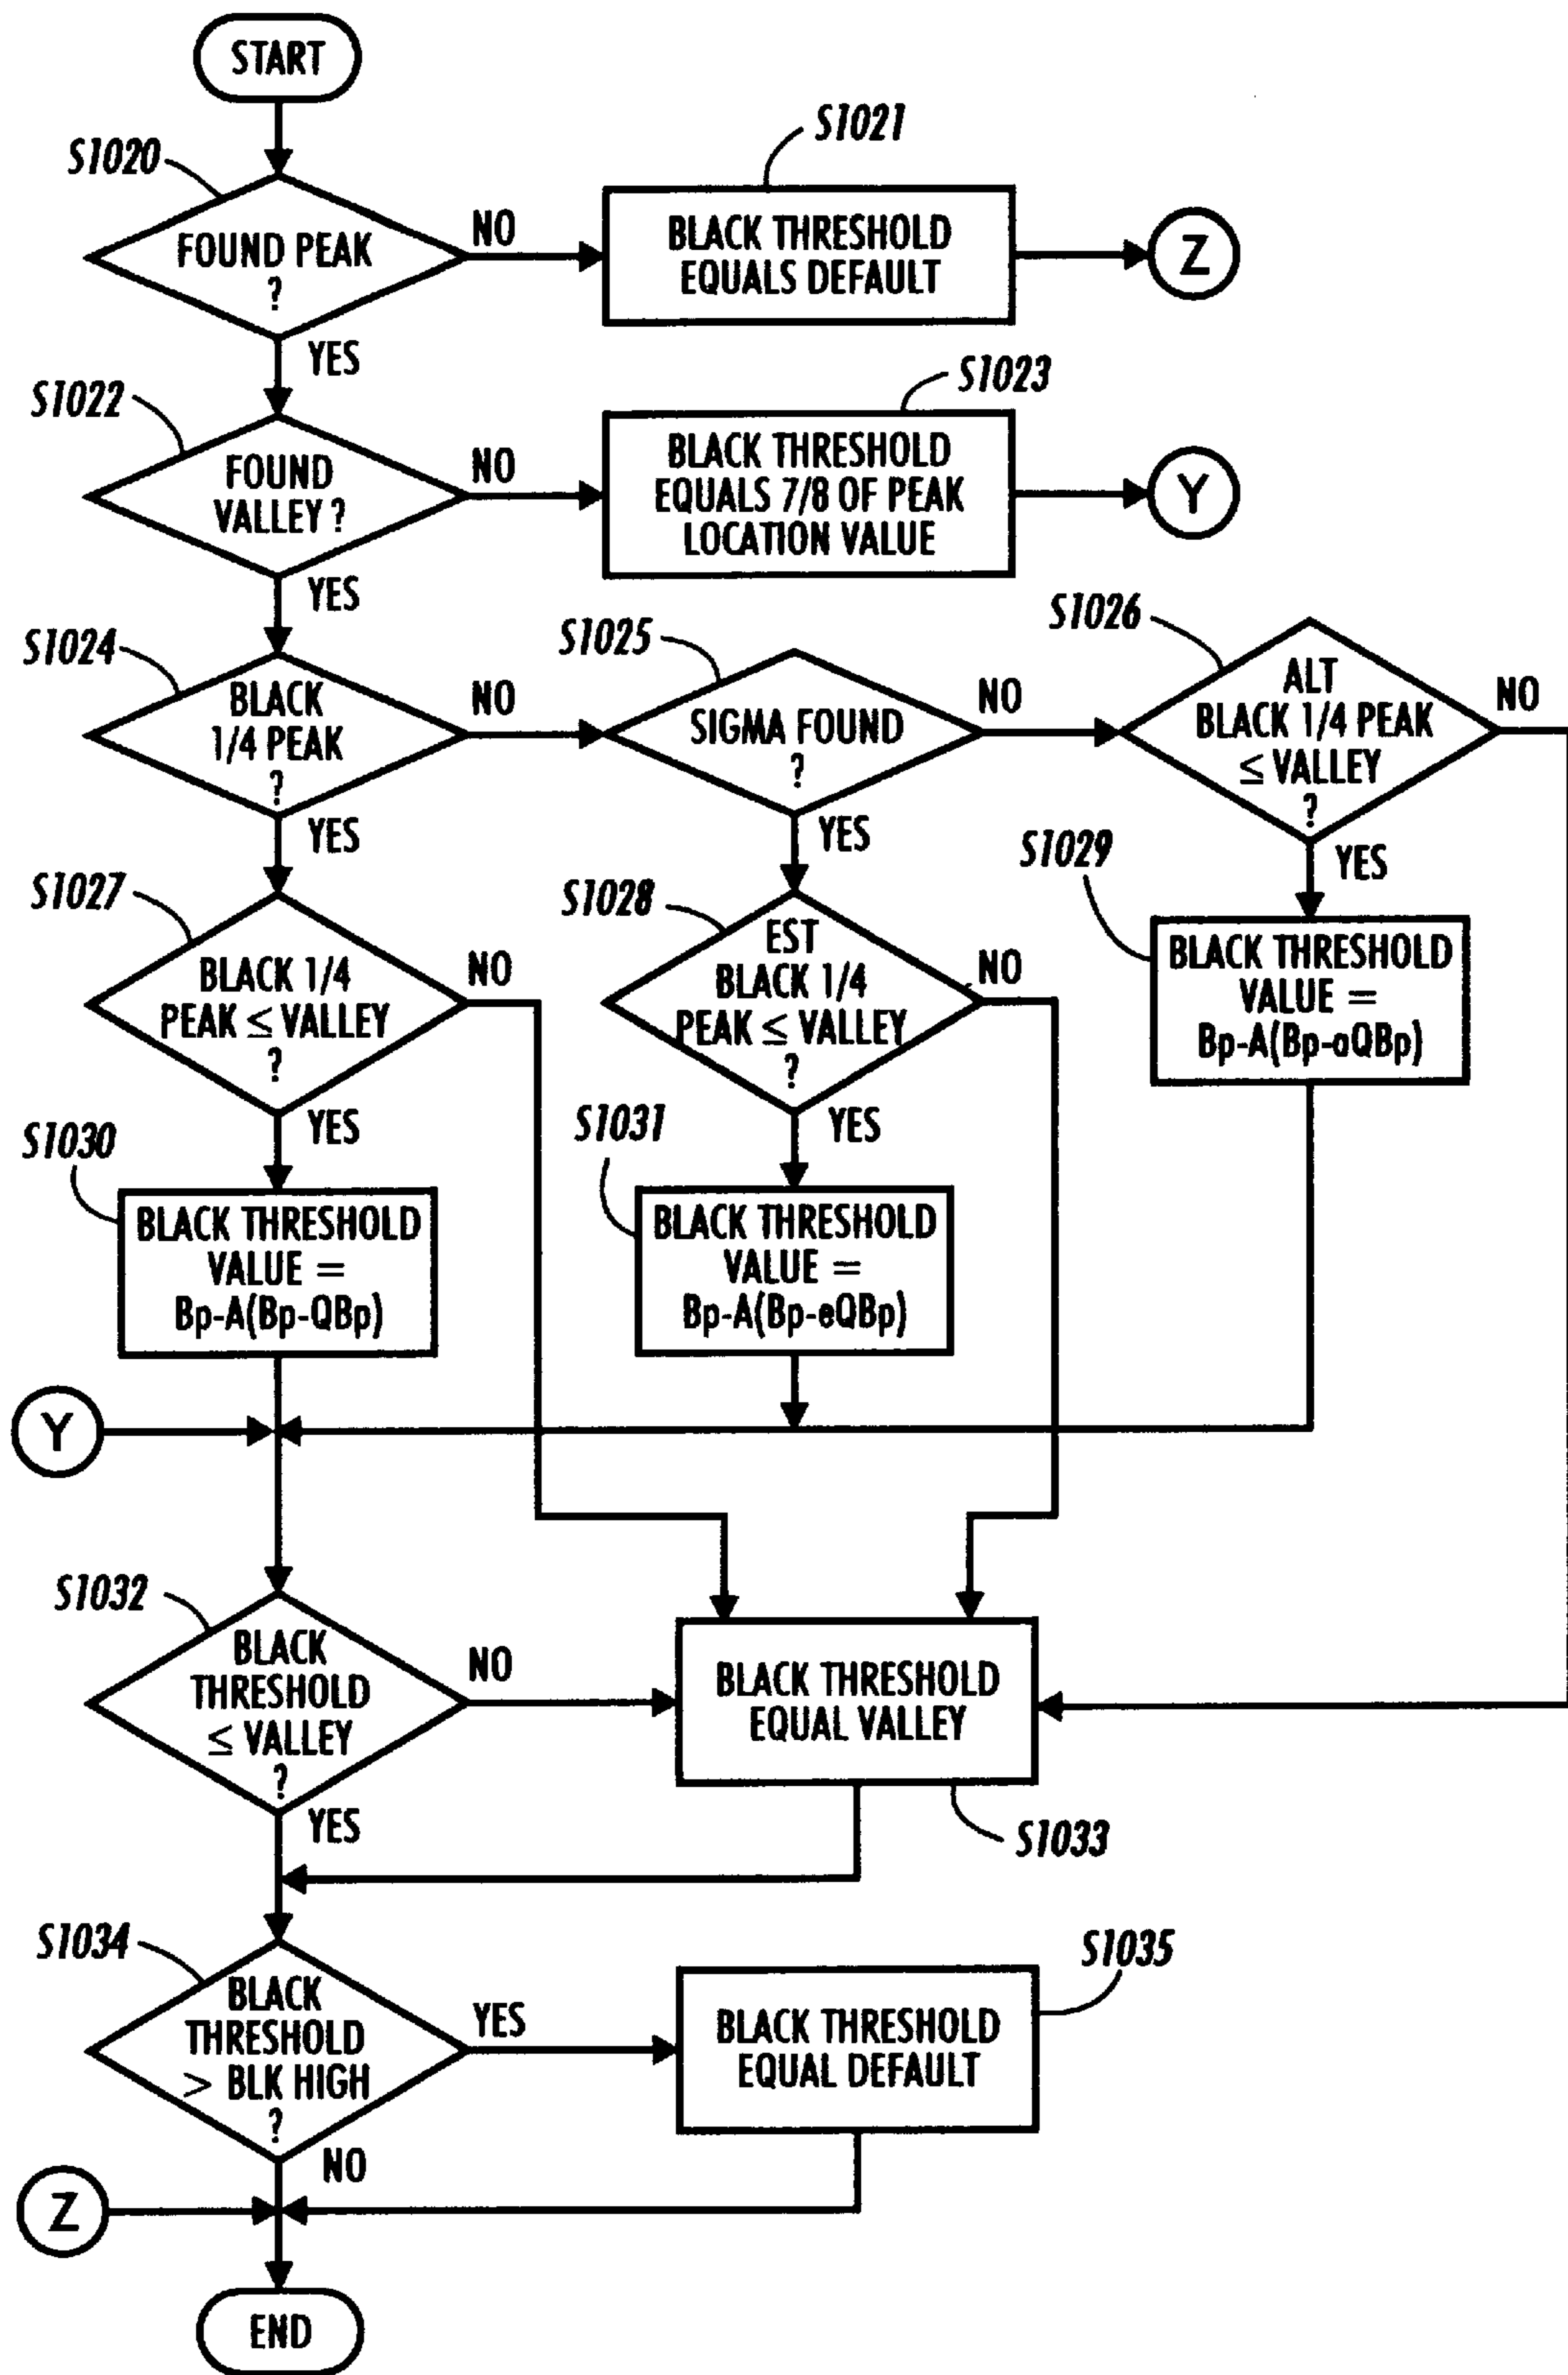 START
S1020
FOUND PEAK
?
NO
YES
S1021
BLACK THRESHOLD
EQUALS DEFAULT
Z
S1022
FOUND
VALLEY?
NO
YES
S1023
BLACK THRESHOLD
EQUALS 7/8 OF PEAK
LOCATION VALUE
Y
S1024
BLACK
1/4 PEAK
?
NO
YES
S1025
SIGMA FOUND
?
NO
YES
S1026
ALT
BLACK 1/4 PEAK
≤ VALLEY
?
NO
YES
S1027
BLACK 1/4
PEAK ≤ VALLEY
?
NO
YES
S1028
EST
BLACK 1/4
PEAK ≤ VALLEY
?
NO
YES
S1029
BLACK THRESHOLD
VALUE =
Bp-A(Bp-aQBp)
S1030
BLACK THRESHOLD
VALUE =
Bp-A(Bp-QBp)
S1031
BLACK THRESHOLD
VALUE =
Bp-A(Bp-eQBp)
Y
S1032
BLACK
THRESHOLD
≤ VALLEY
?
NO
YES
BLACK THRESHOLD
EQUAL VALLEY
S1033
S1034
BLACK
THRESHOLD
> BLK HIGH
?
YES
NO
S1035
BLACK THRESHOLD
EQUAL DEFAULT
Z
END